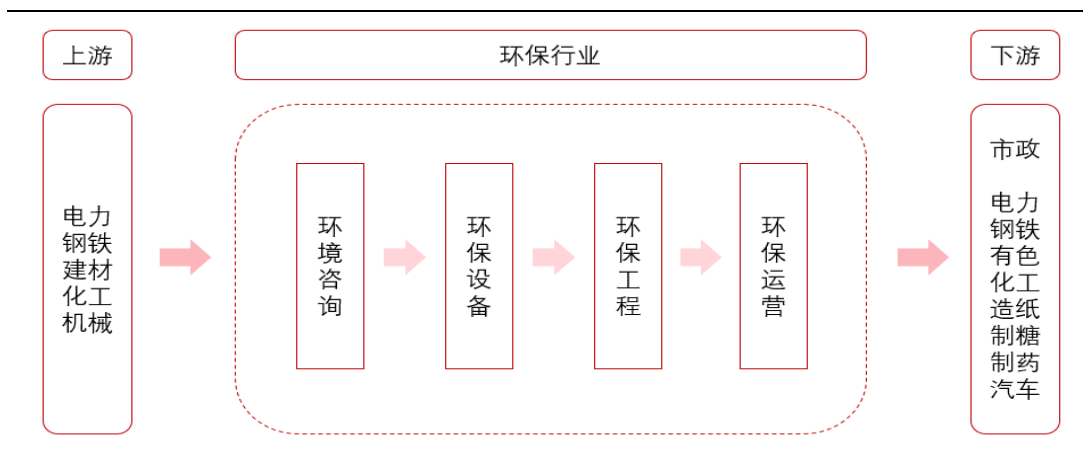 上游
环保行业
下游
电力
钢铁
建材
化工
机械
环境咨询
环保设备
环保工程
环保运营
市政
电力
钢铁
有色
化工
造纸
制糖
制药
汽车